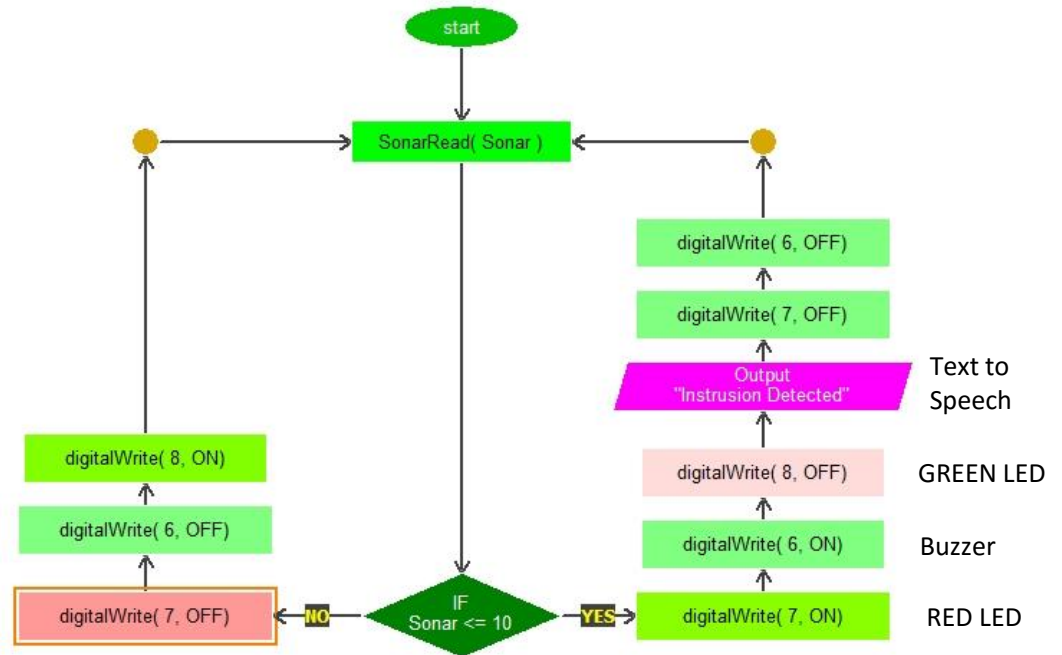 start
SonarRead( Sonar )
digitalWrite( 6, OFF)
digitalWrite( 7, OFF)
Output
"Instrusion Detected"
Text to
Speech
digitalWrite( 8, ON)
digitalWrite( 8, OFF)
GREEN LED
digitalWrite( 6, OFF)
digitalWrite( 6, ON)
Buzzer
digitalWrite( 7, OFF)
NO
IF
Sonar <= 10
YES
digitalWrite( 7, ON)
RED LED